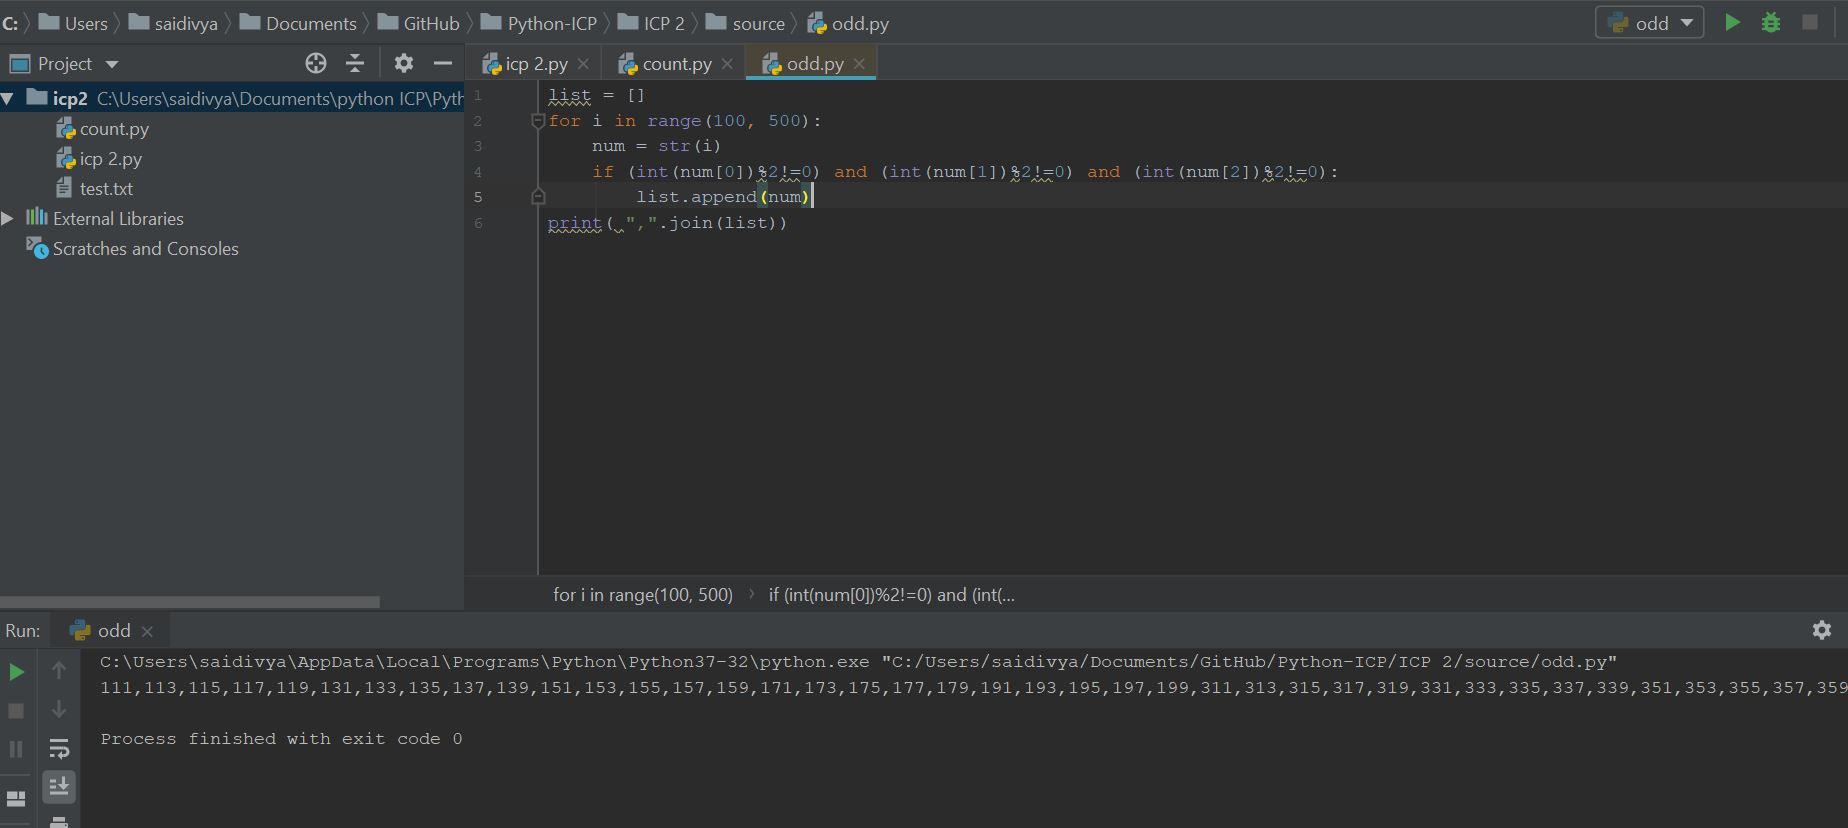 C: Users saidivya Documents GitHub Python-ICP ICP 2 source odd.py odd
Project
icp 2.py count.py odd.py
icp2 C:\Users\saidivya\Documents\python ICP\Pyth
count.py
icp 2.py
test.txt
External Libraries
Scratches and Consoles
1 list = []
2 for i in range(100, 500):
3 num = str(i)
4 if (int(num[0])%2!=0) and (int(num[1])%2!=0) and (int(num[2])%2!=0):
5 list.append(num)
6 print( ",".join(list))
for i in range(100, 500) › if (int(num[0])%2!=0) and (int(...
Run: odd
C:\Users\saidivya\AppData\Local\Programs\Python\Python37-32\python.exe "C:/Users/saidivya/Documents/GitHub/Python-ICP/ICP 2/source/odd.py"
111,113,115,117,119,131,133,135,137,139,151,153,155,157,159,171,173,175,177,179,191,193,195,197,199,311,313,315,317,319,331,333,335,337,339,351,353,355,357,359
Process finished with exit code 0